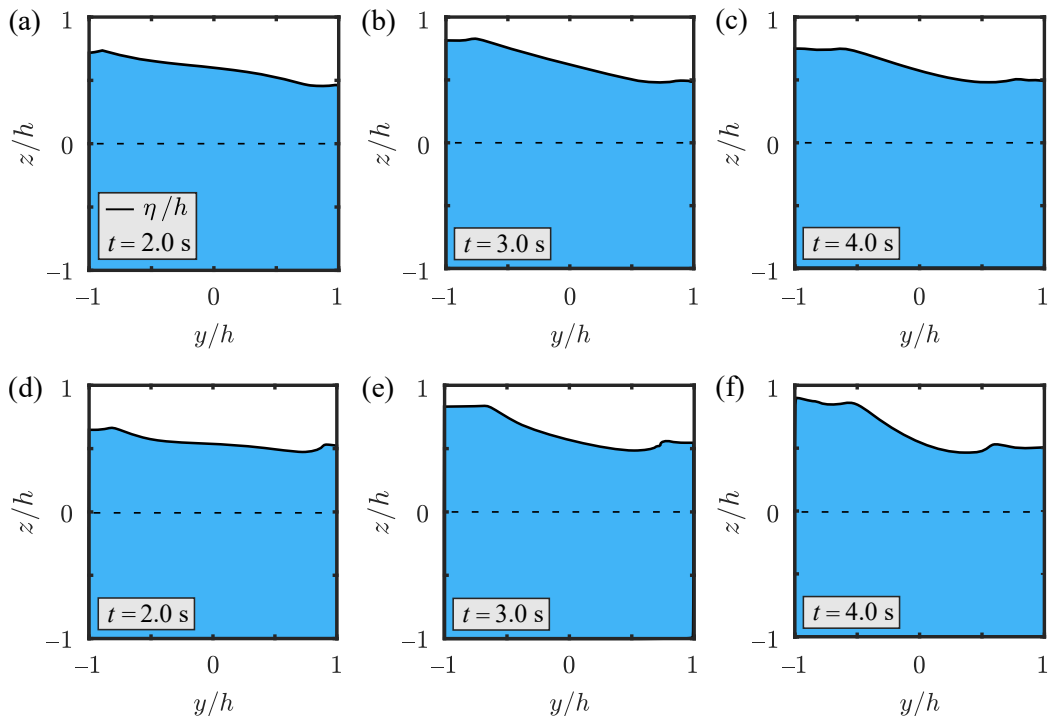 (a)
1
0
−1
z/h
η/h
t = 2.0 s
−1
0
1
y/h
(b)
1
0
−1
z/h
t = 3.0 s
−1
0
1
y/h
(c)
1
0
−1
z/h
t = 4.0 s
−1
0
1
y/h
(d)
1
0
−1
z/h
t = 2.0 s
−1
0
1
y/h
(e)
1
0
−1
z/h
t = 3.0 s
−1
0
1
y/h
(f)
1
0
−1
z/h
t = 4.0 s
−1
0
1
y/h